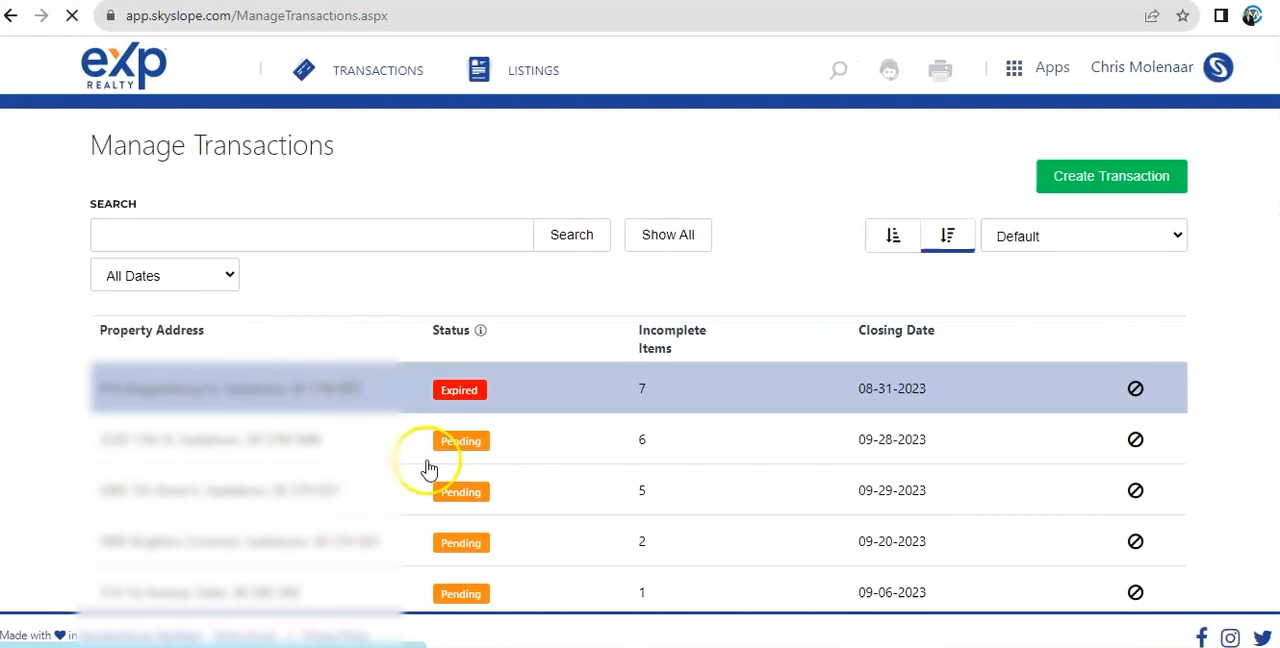 app.skyslope.com/ManageTransactions.aspx
eXp
REALTY
TRANSACTIONS
LISTINGS
Apps
Chris Molenaar
Manage Transactions
Create Transaction
SEARCH
Search
Show All
Default
All Dates
Property Address Status Incomplete Items Closing Date
Expired 7 08-31-2023
Pending 6 09-28-2023
Pending 5 09-29-2023
Pending 2 09-20-2023
Pending 1 09-06-2023
Made with in